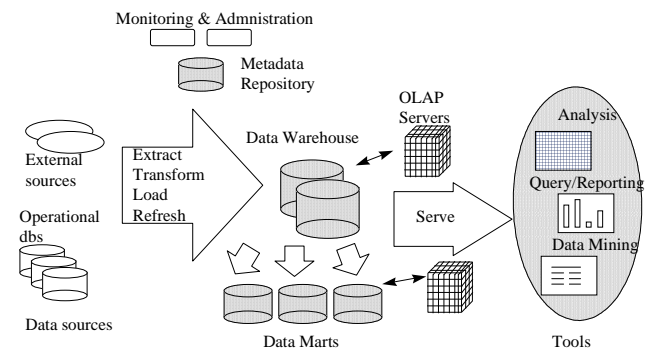 Monitoring & Admnistration
Metadata
Repository
OLAP
Servers
Analysis
Data Warehouse
External
sources
Extract
Transform
Load
Refresh
Query/Reporting
Operational
dbs
Serve
Data Mining
Data sources
Data Marts
Tools